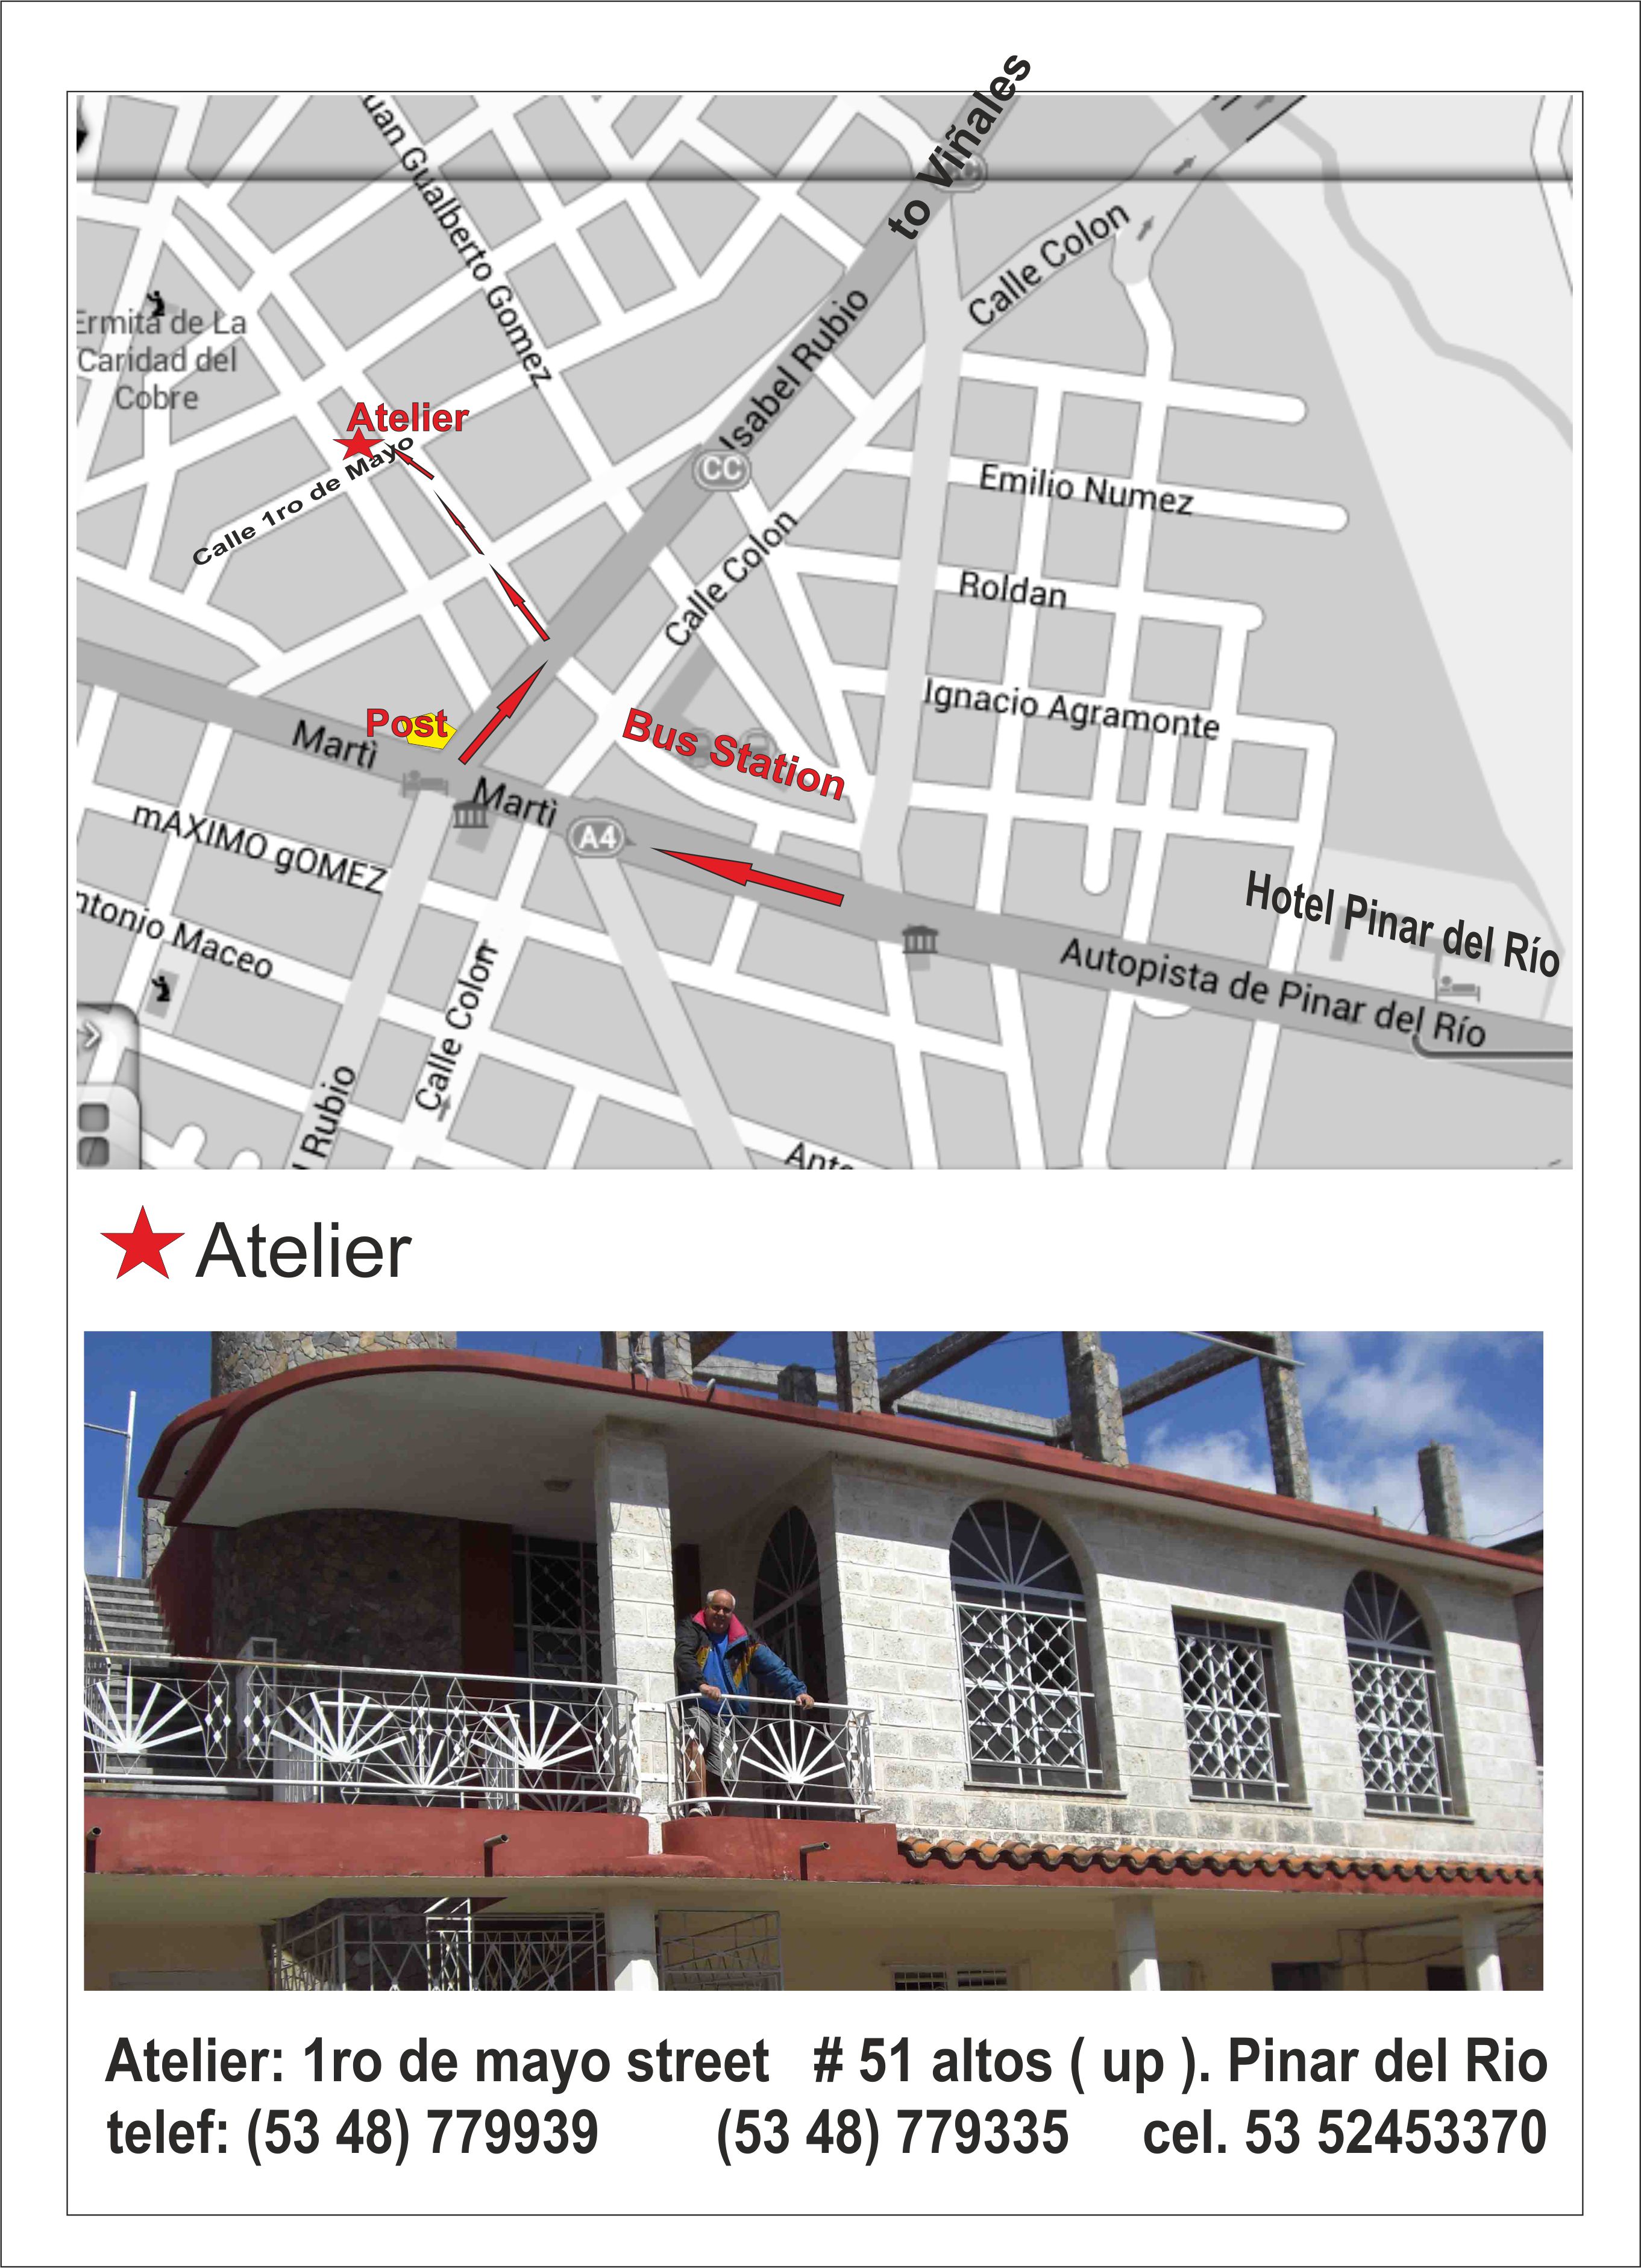 to Viñales
uan Gualberto Gomez
Calle Colon
Isabel Rubio
Ermita de La
Caridad del
Cobre
Atelier
Calle 1ro de Mayo
CC
Emilio Numez
Calle Colon
Roldan
Ignacio Agramonte
Post
Bus Station
Martì
Martì
A4
mAXIMO gOMEZ
Hotel Pinar del Río
ntonio Maceo
Autopista de Pinar del Río
Calle Colon
l Rubio
Anto
Atelier
Atelier: 1ro de mayo street # 51 altos ( up ). Pinar del Rio
telef: (53 48) 779939 (53 48) 779335 cel. 53 52453370